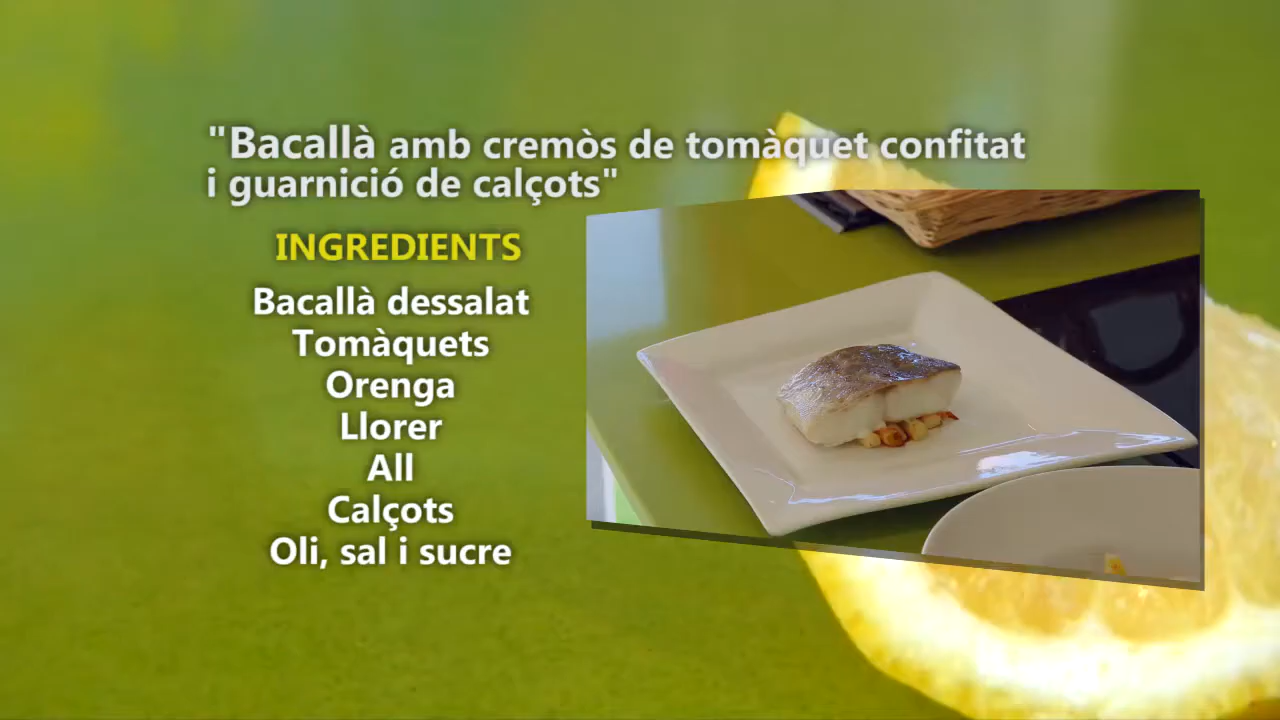 "Bacallà amb cremòs de tomàquet confitat
i guarnició de calçots"
INGREDIENTS
Bacallà dessalat
Tomàquets
Orenga
Llorer
All
Calçots
Oli, sal i sucre